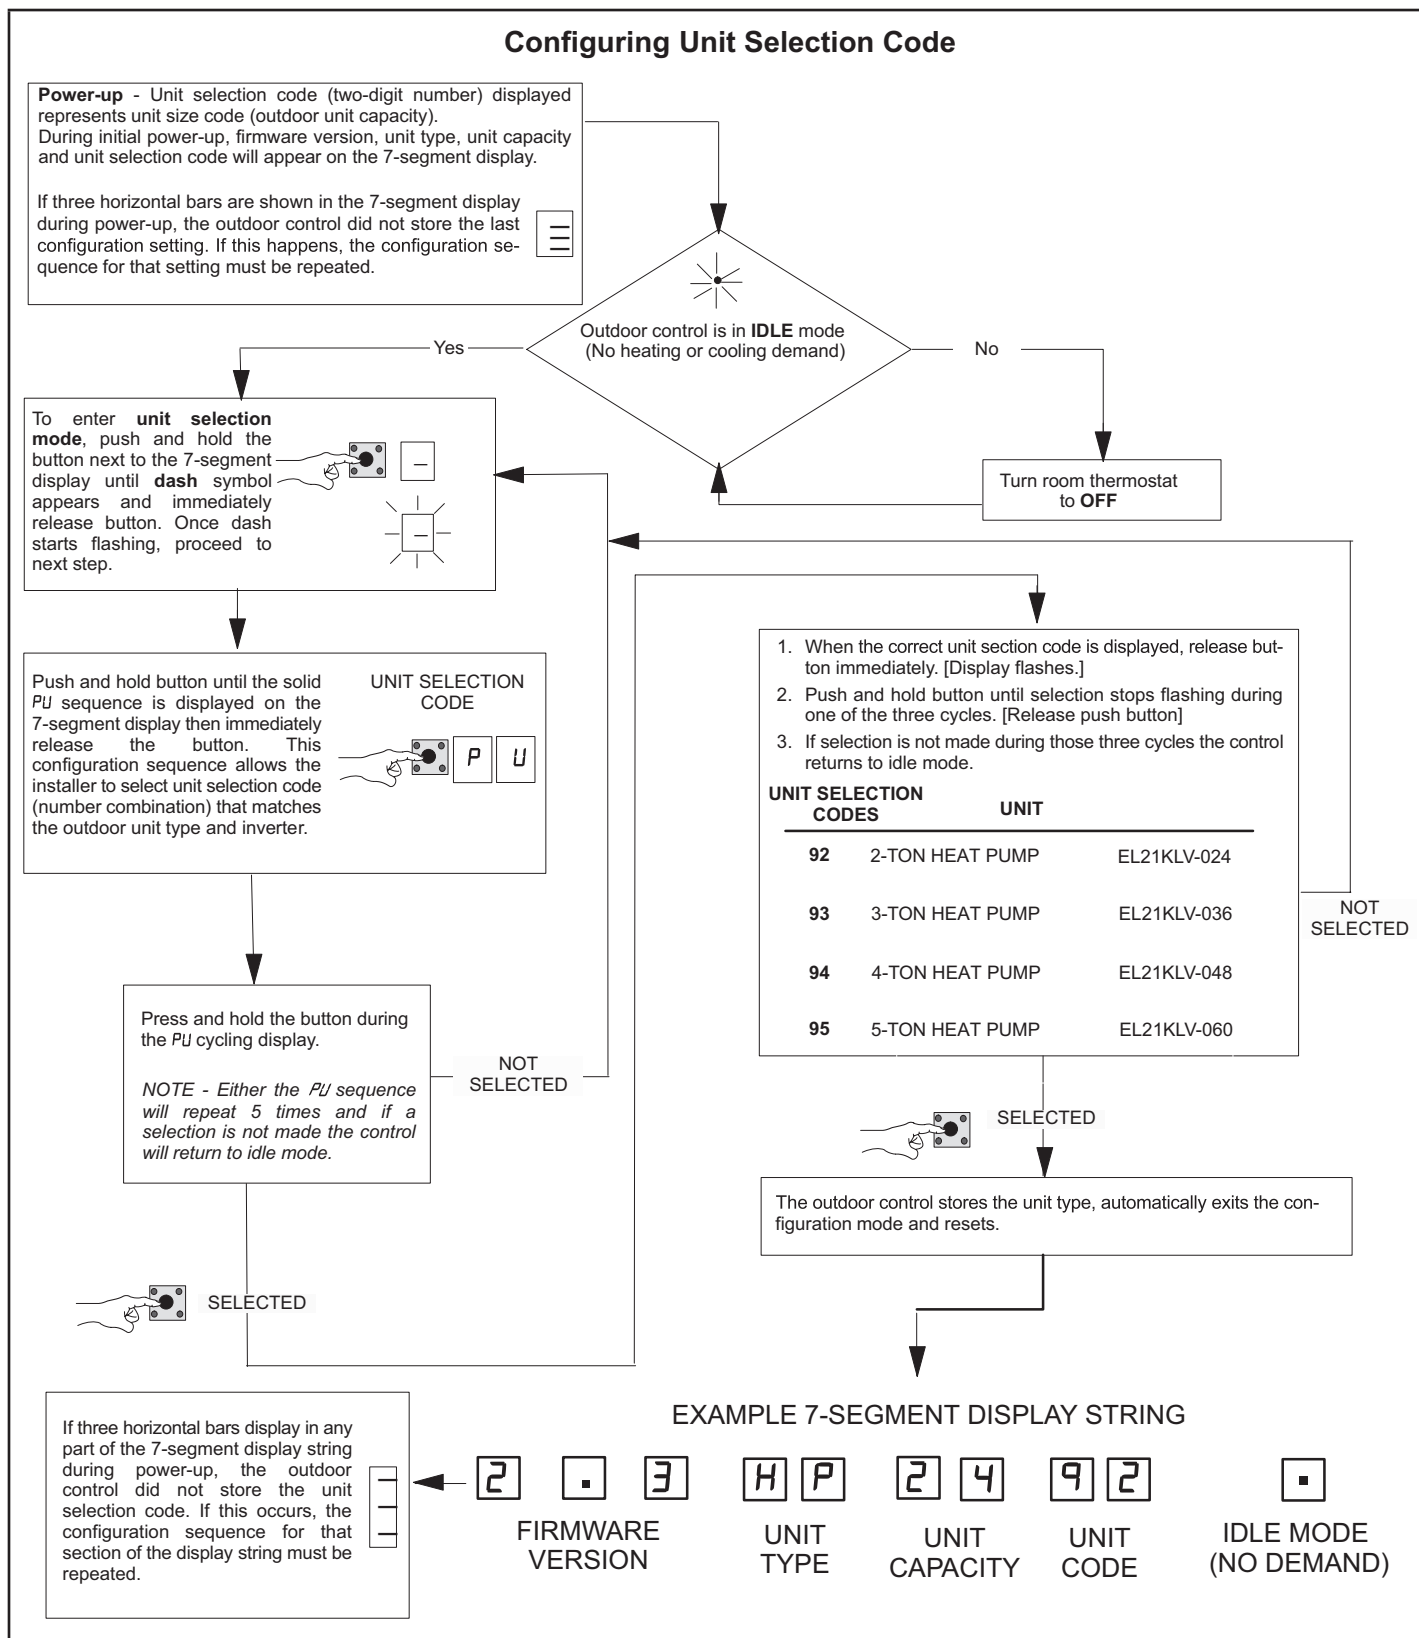 Configuring Unit Selection Code
Power-up - Unit selection code (two-digit number) displayed
represents unit size code (outdoor unit capacity).
During initial power-up, firmware version, unit type, unit capacity
and unit selection code will appear on the 7-segment display.
If three horizontal bars are shown in the 7-segment display
during power-up, the outdoor control did not store the last
configuration setting. If this happens, the configuration se-
quence for that setting must be repeated.
Outdoor control is in IDLE mode
(No heating or cooling demand)
Yes
No
Turn room thermostat
to OFF
To enter unit selection
mode, push and hold the
button next to the 7-segment
display until dash symbol
appears and immediately
release button. Once dash
starts flashing, proceed to
next step.
Push and hold button until the solid
PU sequence is displayed on the
7-segment display then immediately
release the button. This
configuration sequence allows the
installer to select unit selection code
(number combination) that matches
the outdoor unit type and inverter.
UNIT SELECTION
CODE
P U
Press and hold the button during
the PU cycling display.
NOTE - Either the PU sequence
will repeat 5 times and if a
selection is not made the control
will return to idle mode.
NOT
SELECTED
SELECTED
1. When the correct unit section code is displayed, release but-
ton immediately. [Display flashes.]
2. Push and hold button until selection stops flashing during
one of the three cycles. [Release push button]
3. If selection is not made during those three cycles the control
returns to idle mode.
UNIT SELECTION
CODES UNIT
92 2-TON HEAT PUMP EL21KLV-024
93 3-TON HEAT PUMP EL21KLV-036
94 4-TON HEAT PUMP EL21KLV-048
95 5-TON HEAT PUMP EL21KLV-060
NOT
SELECTED
SELECTED
The outdoor control stores the unit type, automatically exits the con-
figuration mode and resets.
EXAMPLE 7-SEGMENT DISPLAY STRING
2 . 3 H P 2 4 9 2 .
FIRMWARE
VERSION
UNIT
TYPE
UNIT
CAPACITY
UNIT
CODE
IDLE MODE
(NO DEMAND)
If three horizontal bars display in any
part of the 7-segment display string
during power-up, the outdoor
control did not store the unit
selection code. If this occurs, the
configuration sequence for that
section of the display string must be
repeated.